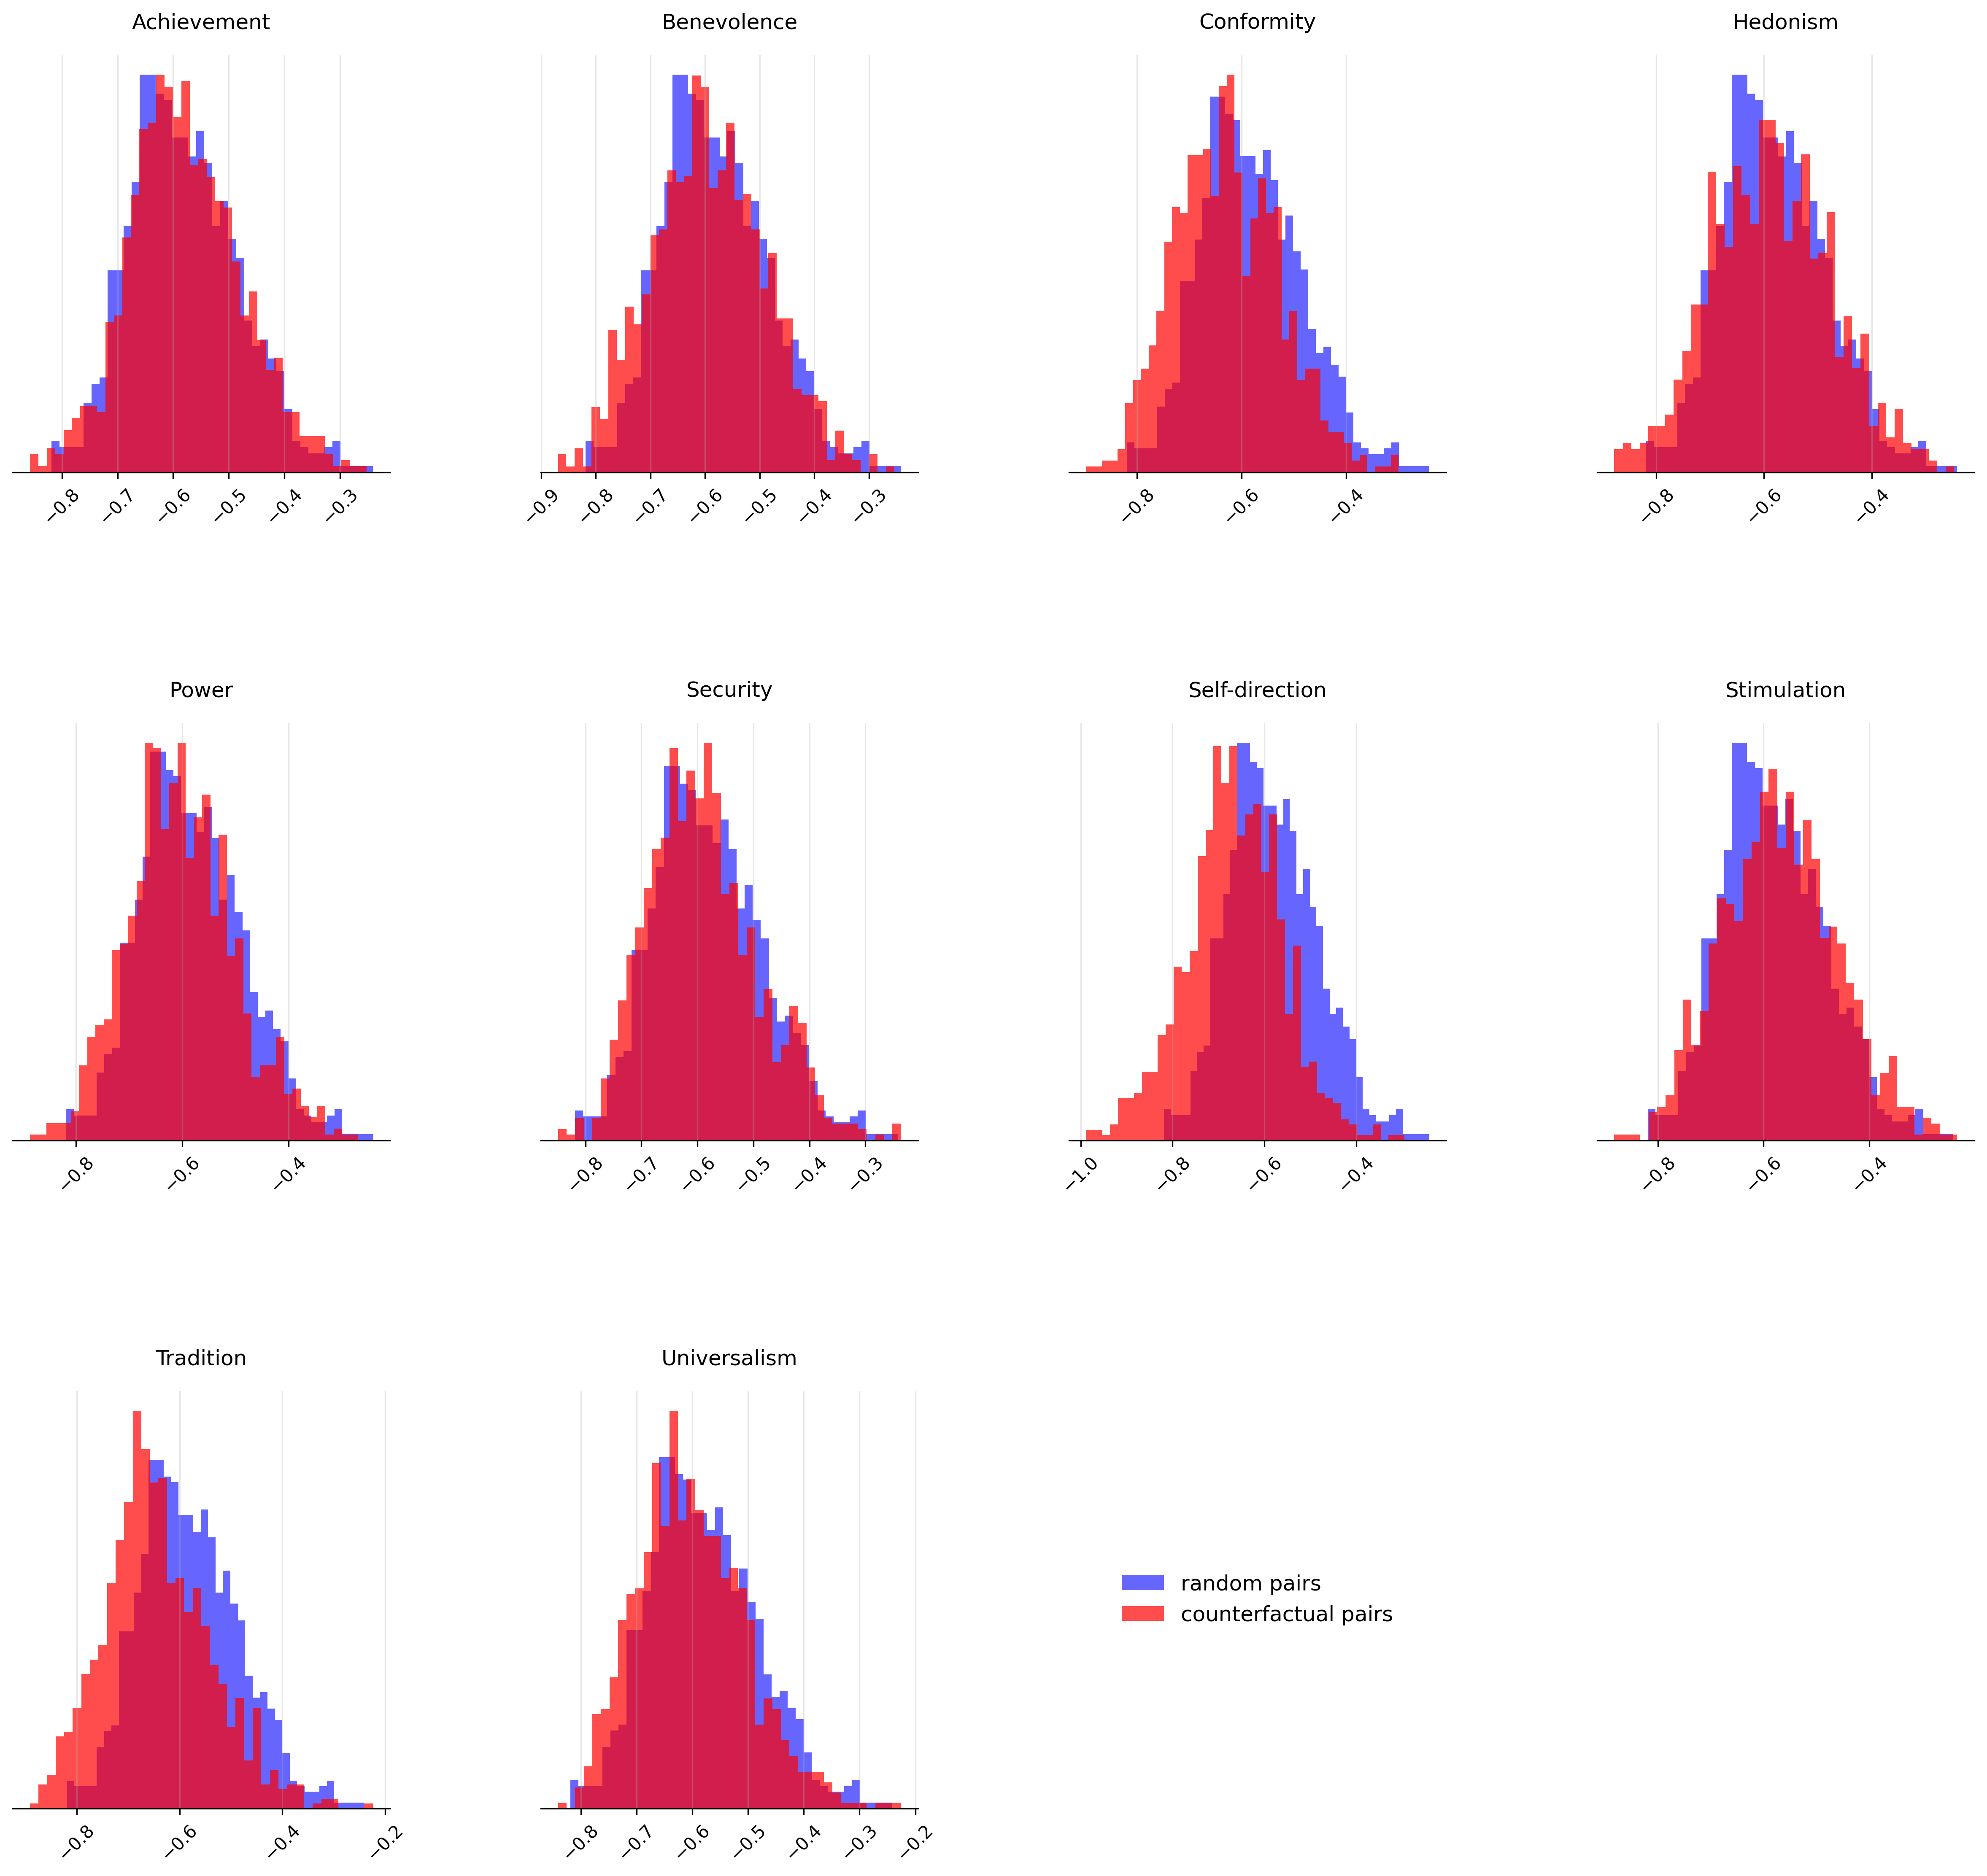 Achievement Benevolence Conformity Hedonism
−0.8 −0.7 −0.6 −0.5 −0.4 −0.3 −0.9 −0.8 −0.7 −0.6 −0.5 −0.4 −0.3 −0.8 −0.6 −0.4 −0.8 −0.6 −0.4
Power Security Self-direction Stimulation
−0.8 −0.6 −0.4 −0.8 −0.7 −0.6 −0.5 −0.4 −0.3 −1.0 −0.8 −0.6 −0.4 −0.8 −0.6 −0.4
Tradition Universalism
random pairs
counterfactual pairs
−0.8 −0.6 −0.4 −0.2 −0.8 −0.7 −0.6 −0.5 −0.4 −0.3 −0.2